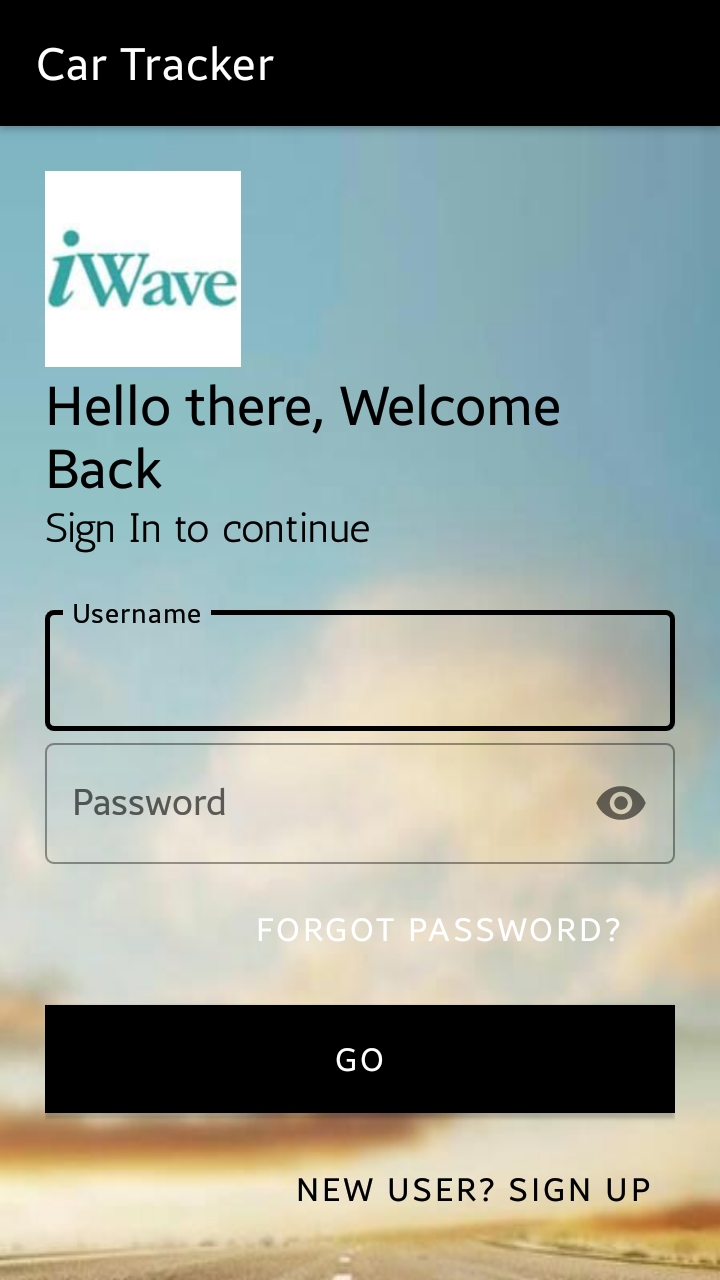 Car Tracker
iWave
Hello there, Welcome
Back
Sign In to continue
Username
Password
FORGOT PASSWORD?
GO
NEW USER? SIGN UP